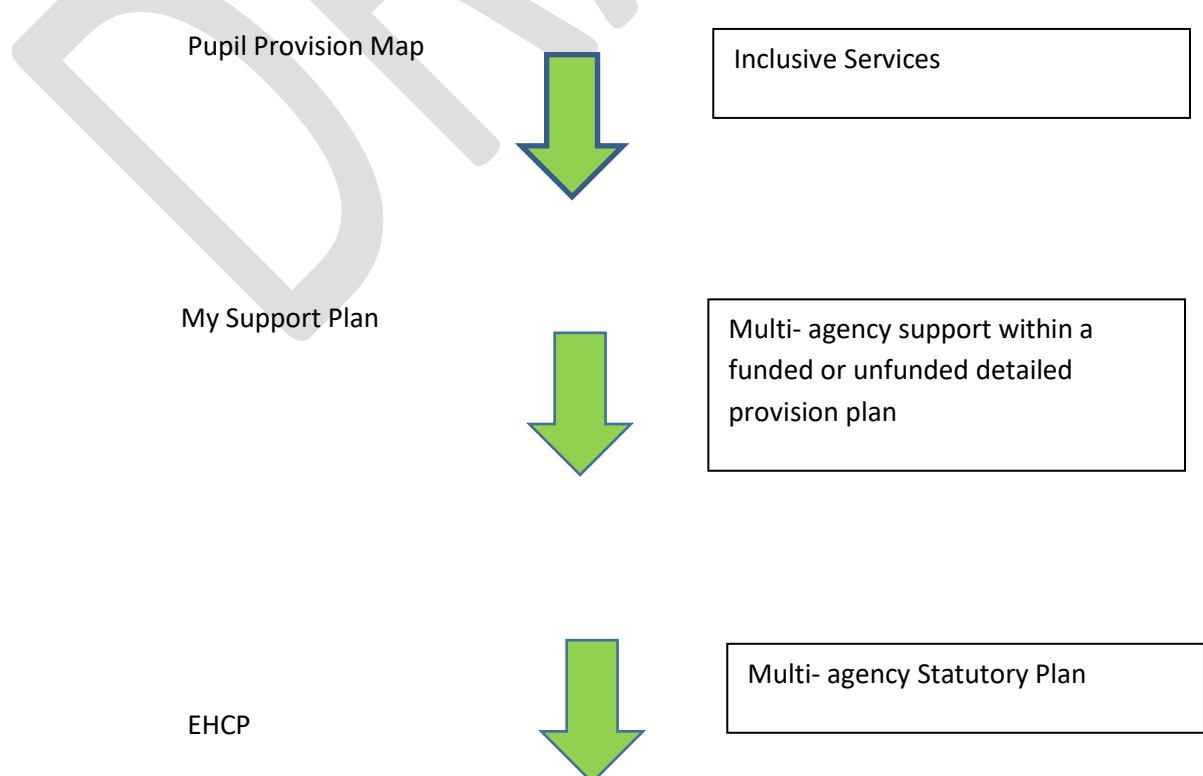 Pupil Provision Map
Inclusive Services
My Support Plan
Multi- agency support within a
funded or unfunded detailed
provision plan
Multi- agency Statutory Plan
EHCP